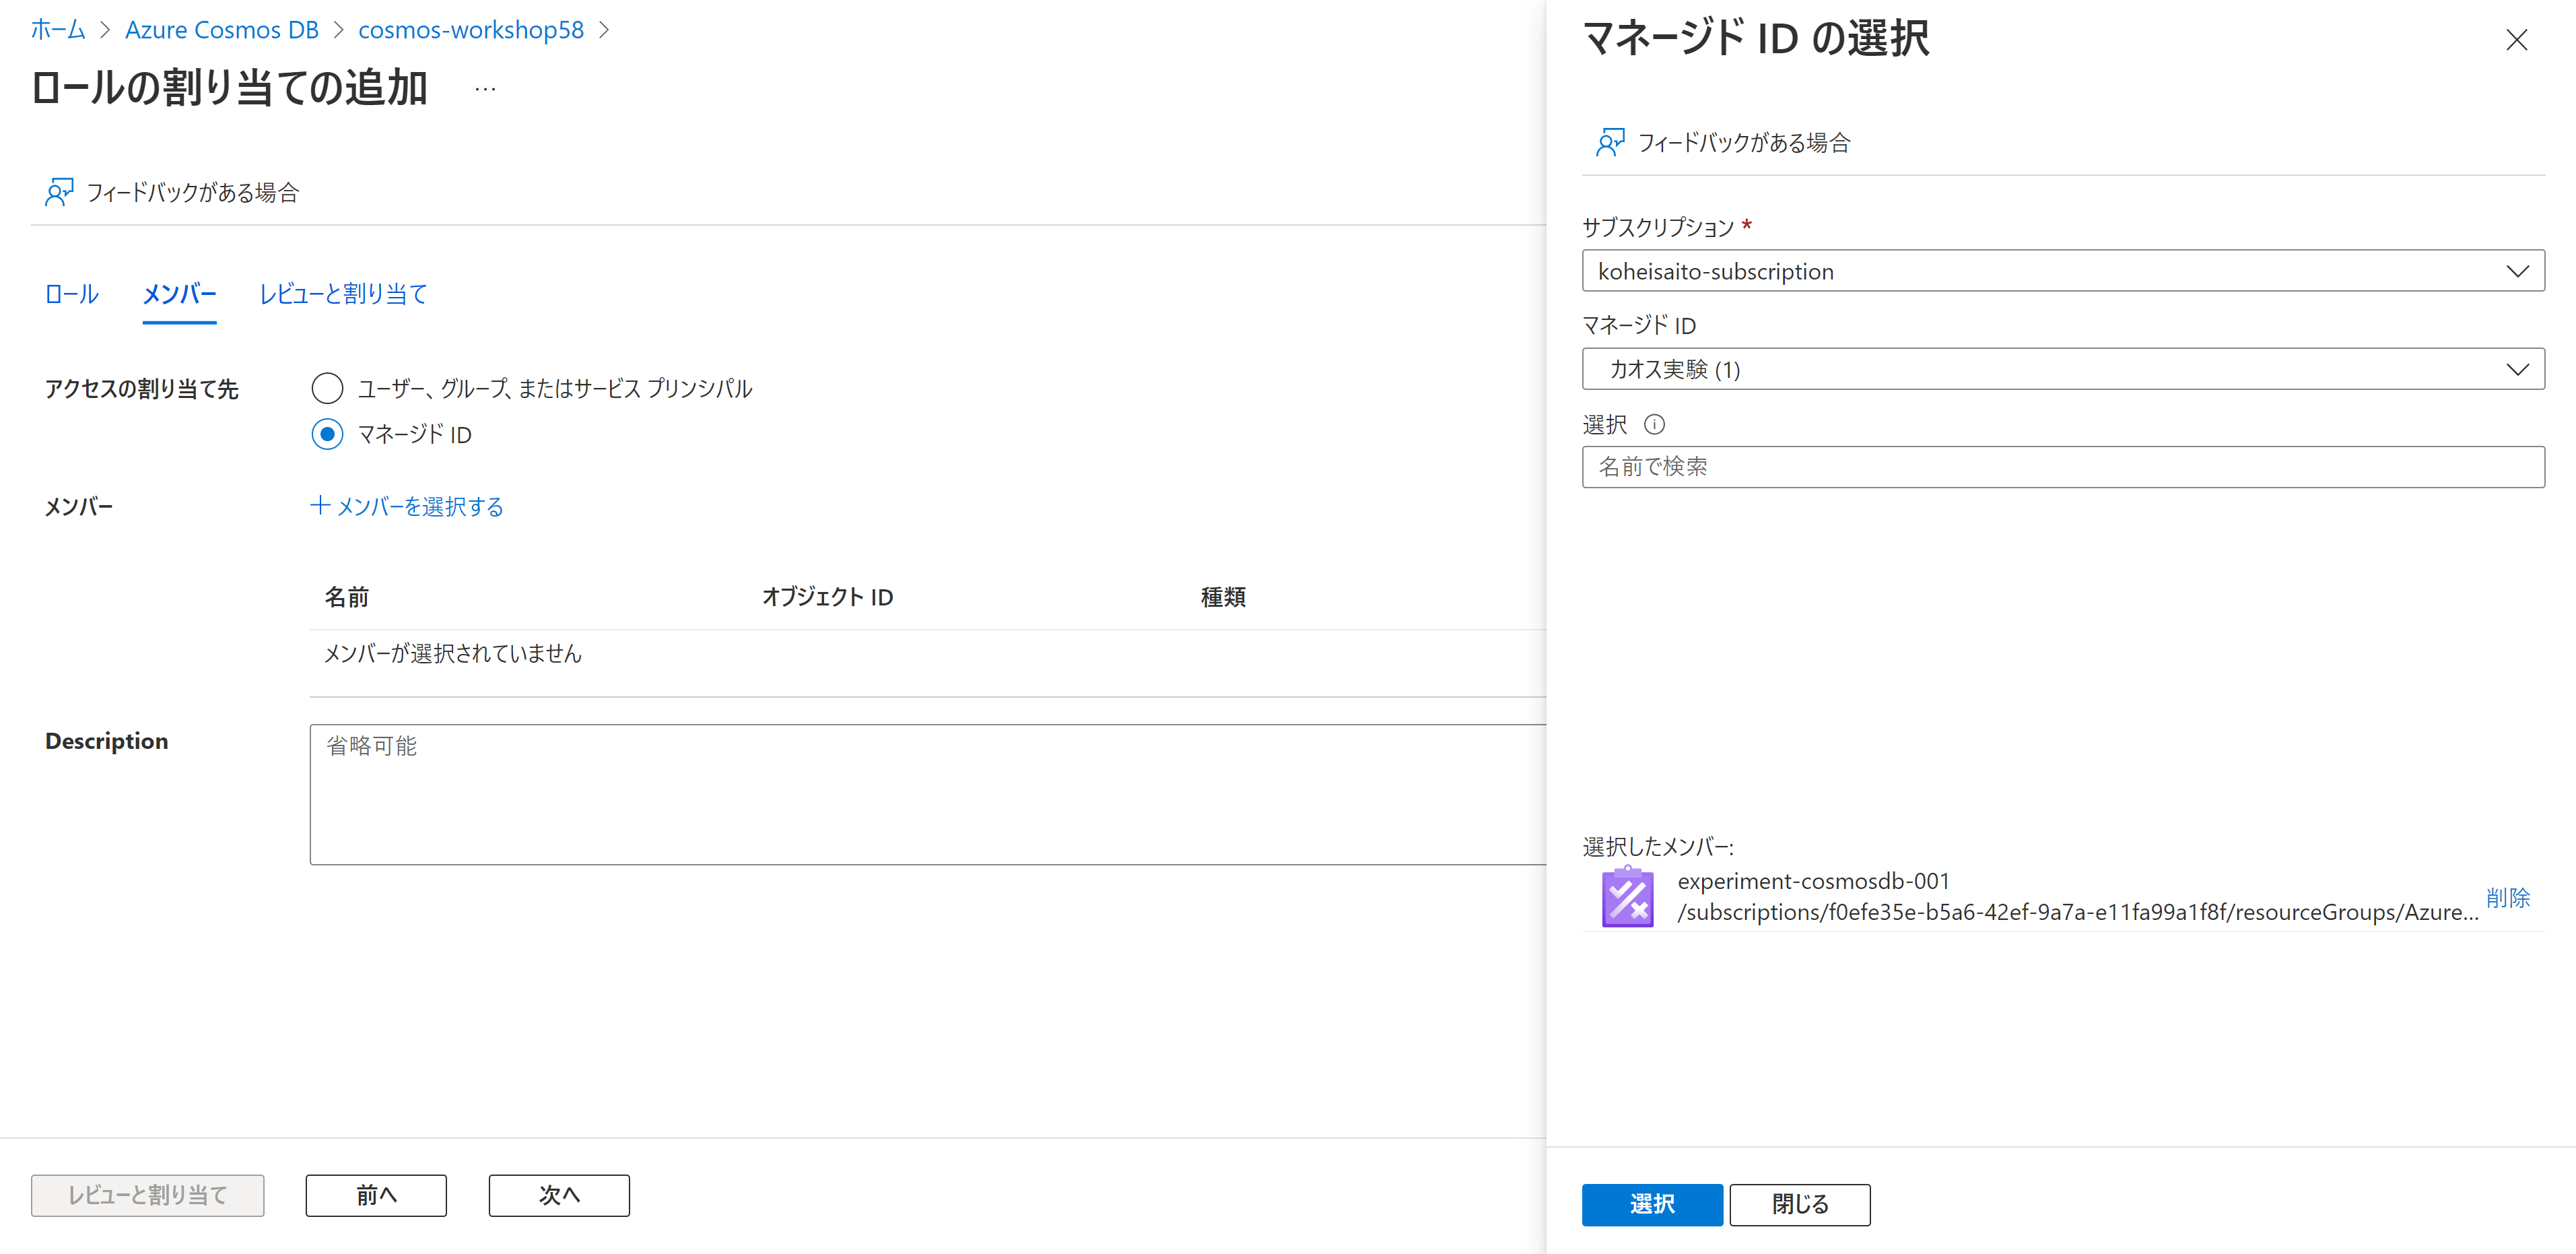 ホーム > Azure Cosmos DB > cosmos-workshop58 >
ロールの割り当ての追加 ...
フィードバックがある場合
ロール メンバー レビューと割り当て
アクセスの割り当て先
ユーザー、グループ、またはサービス プリンシパル
マネージド ID
メンバー
+ メンバーを選択する
名前 オブジェクト ID 種類
メンバーが選択されていません
Description
省略可能
レビューと割り当て 前へ 次へ
マネージド ID の選択
フィードバックがある場合
サブスクリプション *
koheisaito-subscription
マネージド ID
カオス実験 (1)
選択
名前で検索
選択したメンバー:
experiment-cosmosdb-001
/subscriptions/f0efe35e-b5a6-42ef-9a7a-e11fa99a1f8f/resourceGroups/Azure...
削除
選択 閉じる